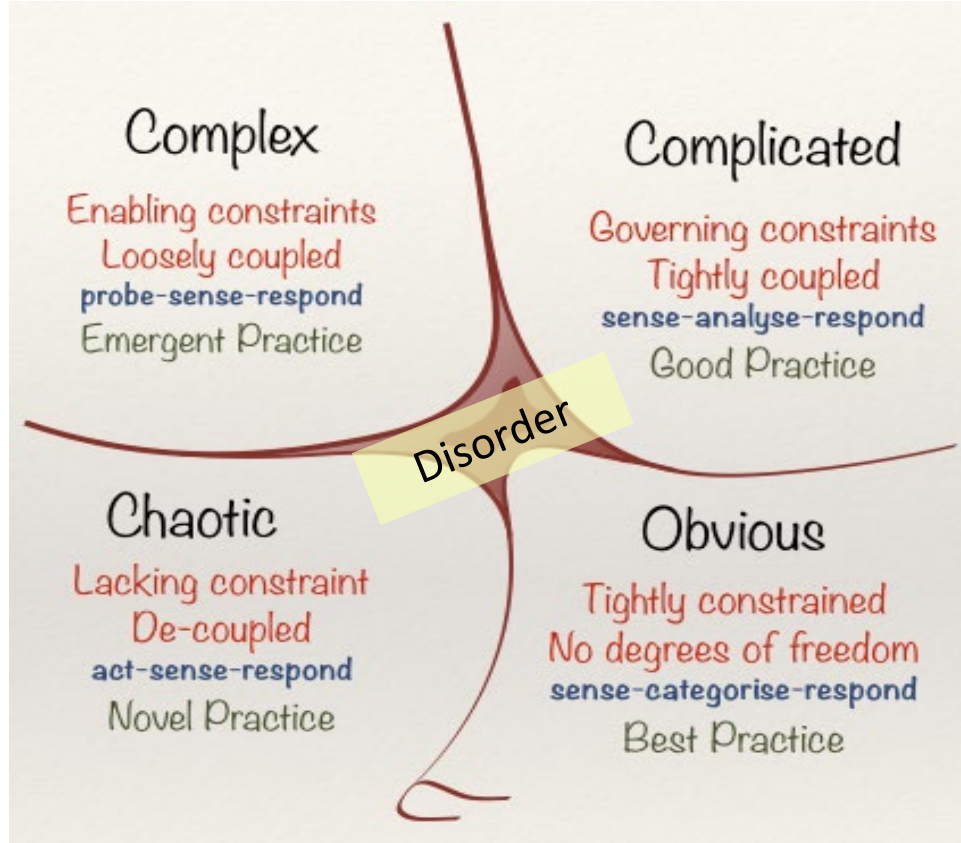 Complex
Enabling constraints
Loosely coupled
probe-sense-respond
Emergent Practice
Complicated
Governing constraints
Tightly coupled
sense-analyse-respond
Good Practice
Disorder
Chaotic
Lacking constraint
De-coupled
act-sense-respond
Novel Practice
Obvious
Tightly constrained
No degrees of freedom
sense-categorise-respond
Best Practice